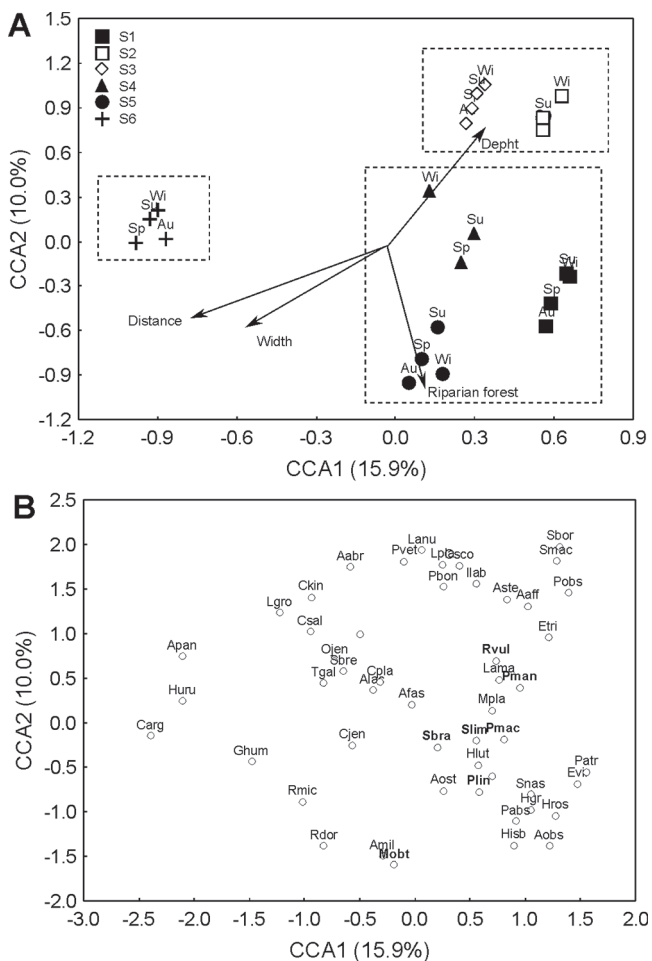 A
S1
S2
S3
S4
S5
S6
CCA2 (10.0%)
1.5
1.2
0.9
0.6
0.3
0.0
-0.3
-0.6
-0.9
-1.2
Wi
Su
Wi
Su
Depht
Wi
Su
Sp
Wi
Su
Sp
Au
Su
Wi
Sp
Au
Distance
Width
Su
Sp
Wi
Au
Riparian forest
-1.2 -0.9 -0.6 -0.3 0.0 0.3 0.6 0.9
CCA1 (15.9%)
B
CCA2 (10.0%)
2.5
2.0
1.5
1.0
0.5
0.0
-0.5
-1.0
-1.5
-2.0
Sbor
Smac
Lanu
Aabr
Pvet
Pbon
Ilab
Pobs
Ckin
Aste
Aaff
Lgro
Csal
Etri
Ojen
Sbre
Rvul
Apan
Tgal
Cpla
Lama
Pman
Huru
Afas
Mpla
Carg
Cjen
Sbra
Slim
Pmac
Ghum
Hlut
Patr
Rmic
Aost
Plin
Snas
Pabs
Hros
Rdor
Amil
Mobt
Hisb
Aobs
-3.0 -2.5 -2.0 -1.5 -1.0 -0.5 0.0 0.5 1.0 1.5 2.0
CCA1 (15.9%)